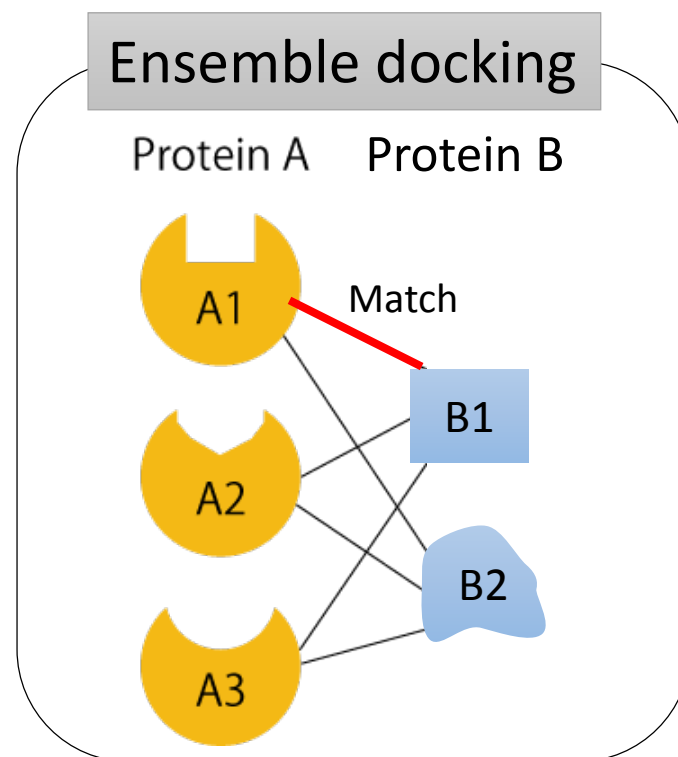 Ensemble docking
Protein A
Protein B
A1
Match
B1
A2
B2
A3